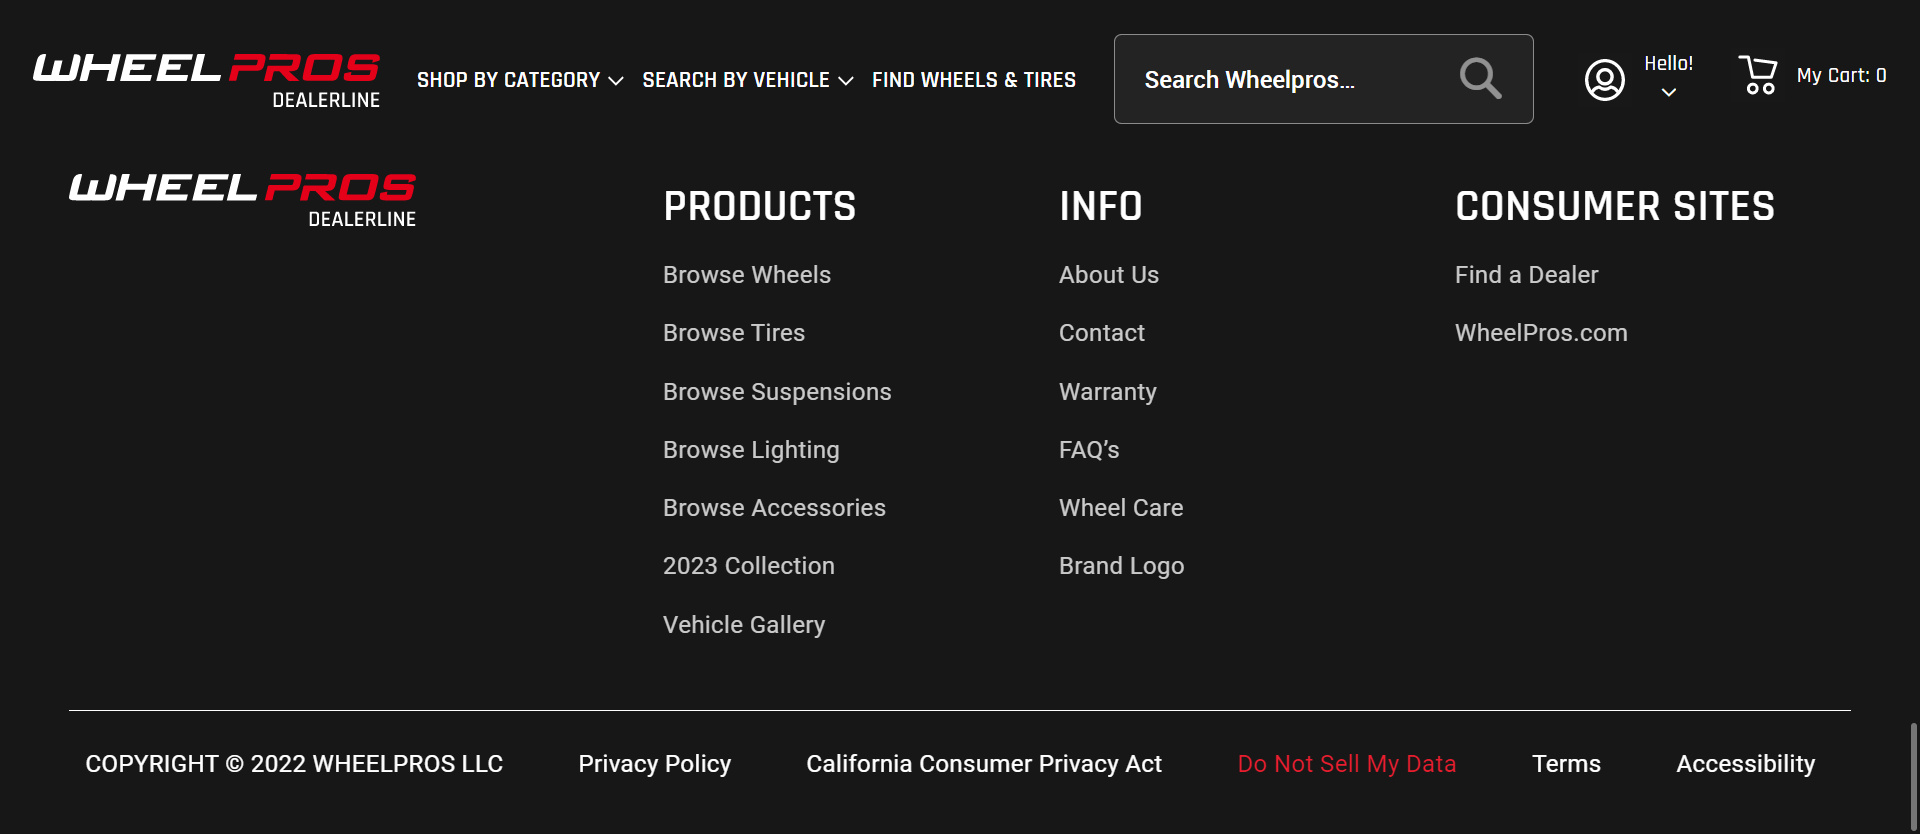 WHEEL PROS
DEALERLINE
SHOP BY CATEGORY SEARCH BY VEHICLE FIND WHEELS & TIRES
Search Wheelpros...
Hello!
My Cart: 0
WHEEL PROS
DEALERLINE
PRODUCTS
Browse Wheels
Browse Tires
Browse Suspensions
Browse Lighting
Browse Accessories
2023 Collection
Vehicle Gallery
INFO
About Us
Contact
Warranty
FAQ’s
Wheel Care
Brand Logo
CONSUMER SITES
Find a Dealer
WheelPros.com
COPYRIGHT © 2022 WHEELPROS LLC Privacy Policy California Consumer Privacy Act Do Not Sell My Data Terms Accessibility